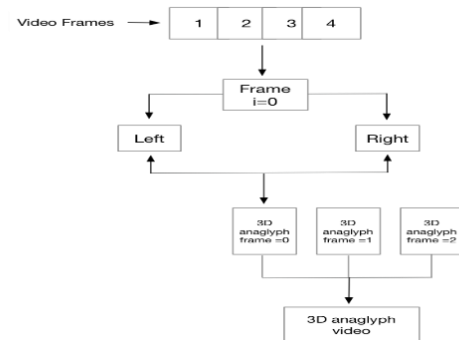 Video Frames
1 2 3 4
Frame
i=0
Left
Right
3D
anaglyph
frame =0
3D
anaglyph
frame =1
3D
anaglyph
frame =2
3D anaglyph
video